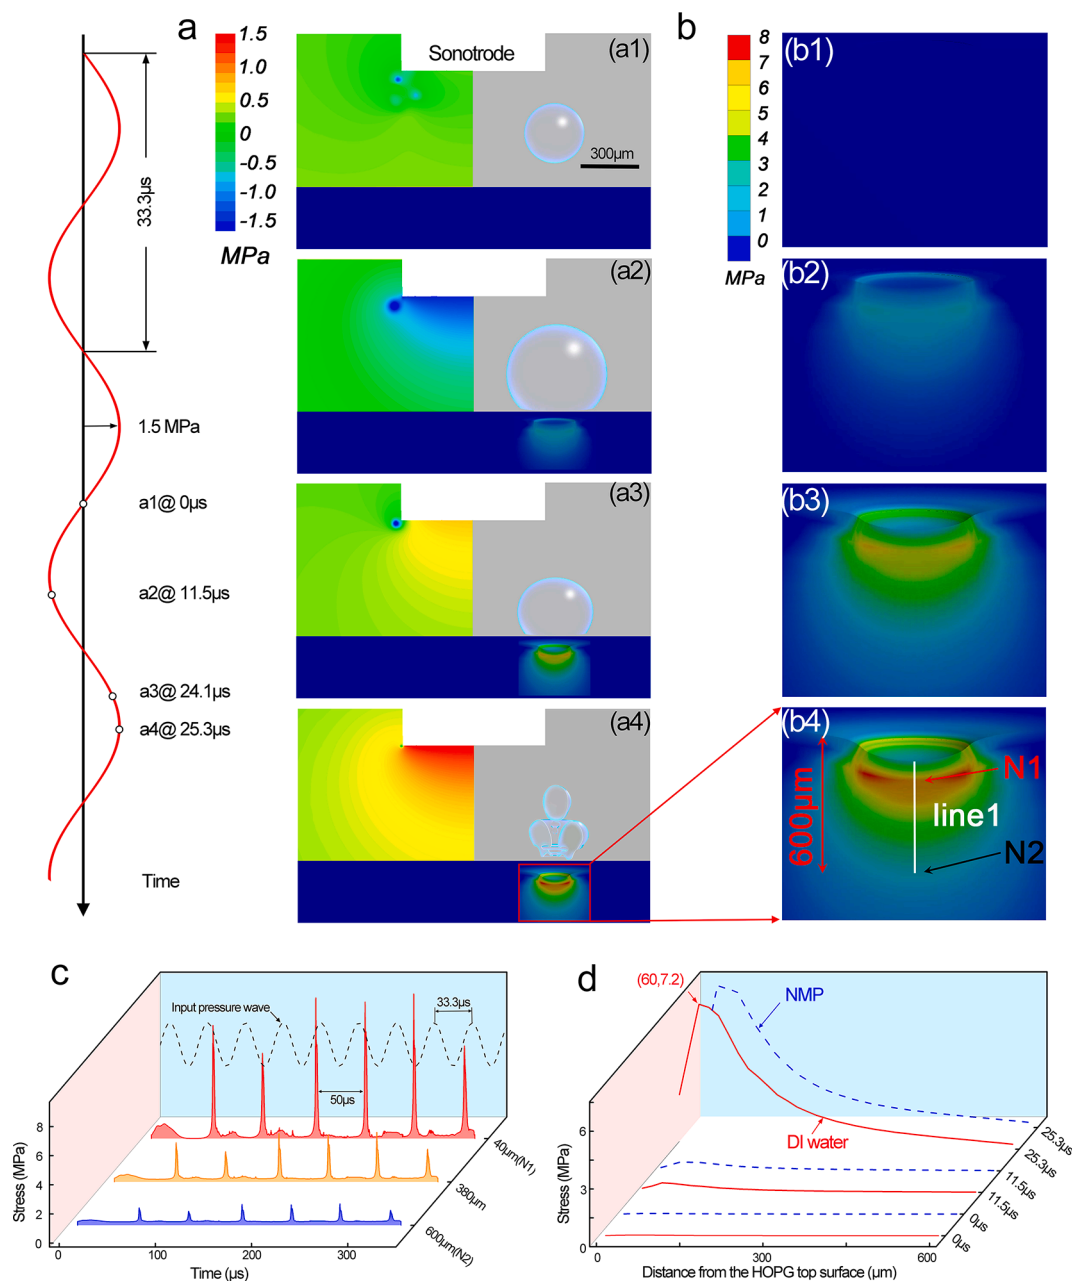 33.3μs
1.5 MPa
a1@ 0μs
a2@ 11.5μs
a3@ 24.1μs
a4@ 25.3μs
Time
a
1.5
1.0
0.5
0
-0.5
-1.0
-1.5
MPa
Sonotrode
(a1)
300μm
(a2)
(a3)
(a4)
b
8
7
6
5
4
3
2
1
0
MPa
(b1)
(b2)
(b3)
(b4)
600μm
N1
line1
N2
c
Input pressure wave
33.3μs
50μs
8
6
4
2
0
Stress (MPa)
0
100
200
300
Time (μs)
40μm(N1)
380μm
600μm(N2)
d
(60,7.2)
NMP
DI water
6
3
0
Stress (MPa)
0
300
600
Distance from the HOPG top surface (μm)
25.3μs
25.3μs
11.5μs
11.5μs
0μs
0μs